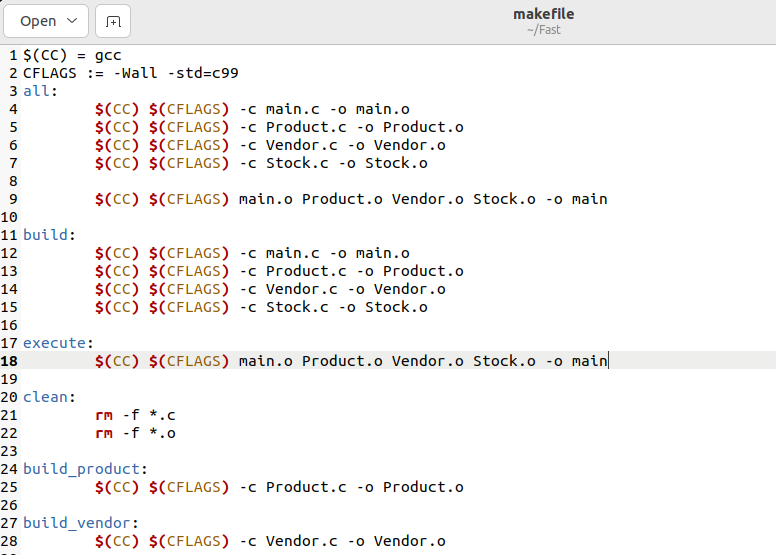 Open
makefile
~/Fast
1 $(CC) = gcc
2 CFLAGS := -Wall -std=c99
3 all:
4 $(CC) $(CFLAGS) -c main.c -o main.o
5 $(CC) $(CFLAGS) -c Product.c -o Product.o
6 $(CC) $(CFLAGS) -c Vendor.c -o Vendor.o
7 $(CC) $(CFLAGS) -c Stock.c -o Stock.o
8
9 $(CC) $(CFLAGS) main.o Product.o Vendor.o Stock.o -o main
10
11 build:
12 $(CC) $(CFLAGS) -c main.c -o main.o
13 $(CC) $(CFLAGS) -c Product.c -o Product.o
14 $(CC) $(CFLAGS) -c Vendor.c -o Vendor.o
15 $(CC) $(CFLAGS) -c Stock.c -o Stock.o
16
17 execute:
18 $(CC) $(CFLAGS) main.o Product.o Vendor.o Stock.o -o main
19
20 clean:
21 rm -f *.c
22 rm -f *.o
23
24 build_product:
25 $(CC) $(CFLAGS) -c Product.c -o Product.o
26
27 build_vendor:
28 $(CC) $(CFLAGS) -c Vendor.c -o Vendor.o